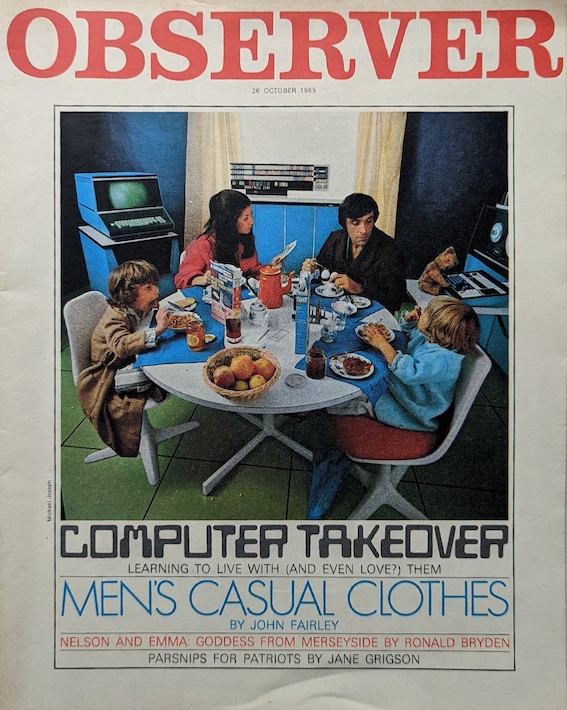 OBSERVER
26 OCTOBER 1969
Michael Joseph
COMPUTER TAKEOVER
LEARNING TO LIVE WITH (AND EVEN LOVE?) THEM
MEN'S CASUAL CLOTHES
BY JOHN FAIRLEY
NELSON AND EMMA: GODDESS FROM MERSEYSIDE BY RONALD BRYDEN
PARSNIPS FOR PATRIOTS BY JANE GRIGSON